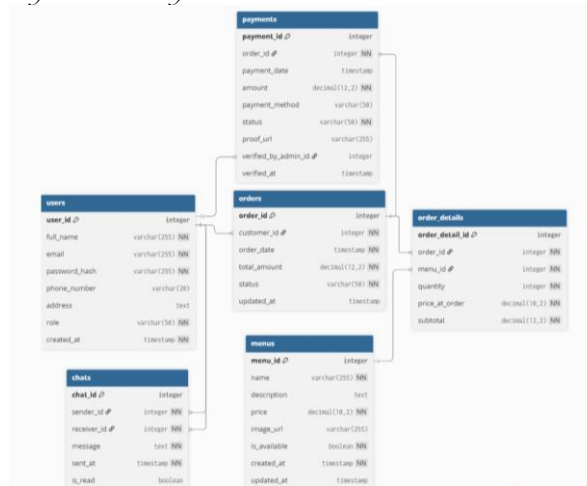 payments
payment_id integer
order_id integer NN
payment_date timestamp
amount decimal(12,2) NN
payment_method varchar(50)
status varchar(50) NN
proof_url varchar(255)
verified_by_admin_id integer
verified_at timestamp
users
user_id integer
full_name varchar(255) NN
email varchar(255) NN
password_hash varchar(255) NN
phone_number varchar(20)
address text
role varchar(50) NN
created_at timestamp NN
orders
order_id integer
customer_id integer NN
order_date timestamp NN
total_amount decimal(12,2) NN
status varchar(50) NN
updated_at timestamp
order_details
order_detail_id integer
order_id integer NN
menu_id integer NN
quantity integer NN
price_at_order decimal(10,2) NN
subtotal decimal(12,2) NN
menus
menu_id integer
name varchar(255) NN
description text
price decimal(10,2) NN
image_url varchar(255)
is_available boolean NN
created_at timestamp NN
updated_at timestamp
chats
chat_id integer
sender_id integer NN
receiver_id integer NN
message text NN
sent_at timestamp NN
is_read boolean